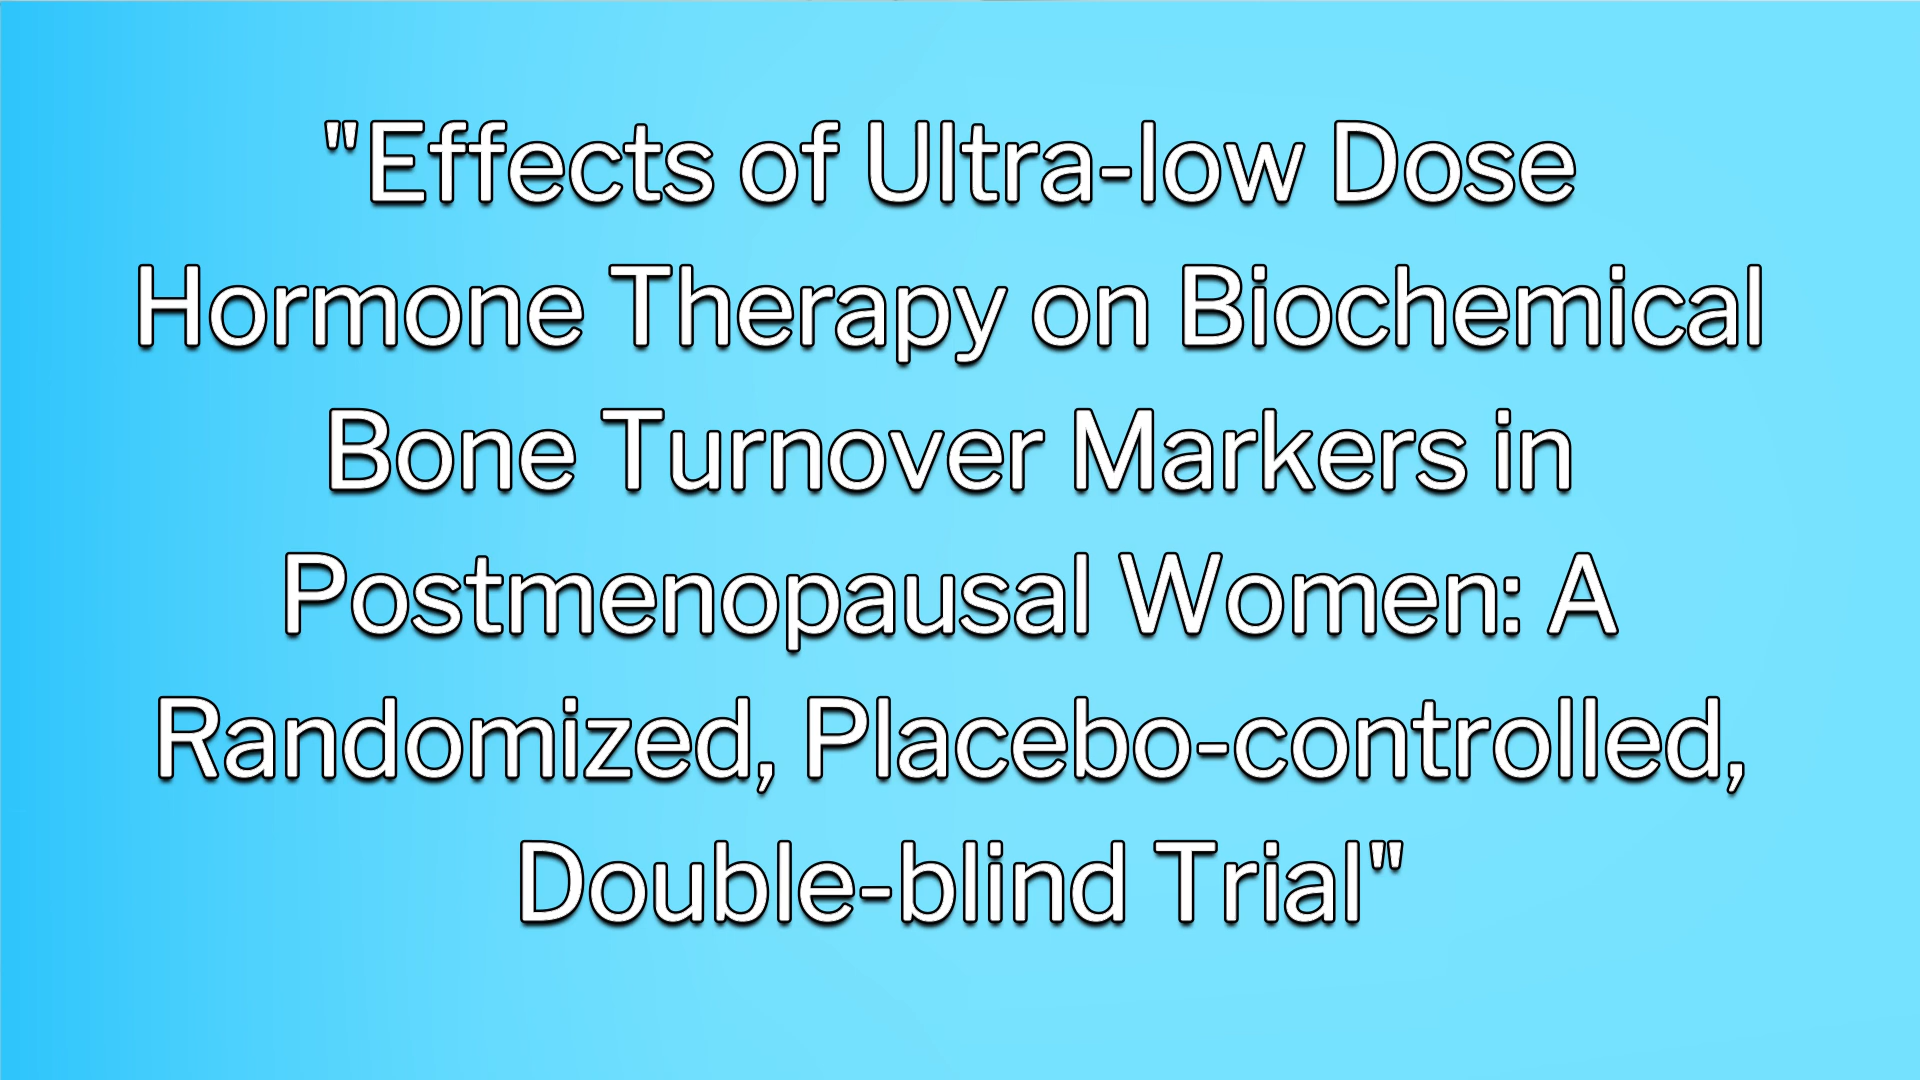 "Effects of Ultra-low Dose
Hormone Therapy on Biochemical
Bone Turnover Markers in
Postmenopausal Women: A
Randomized, Placebo-controlled,
Double-blind Trial"